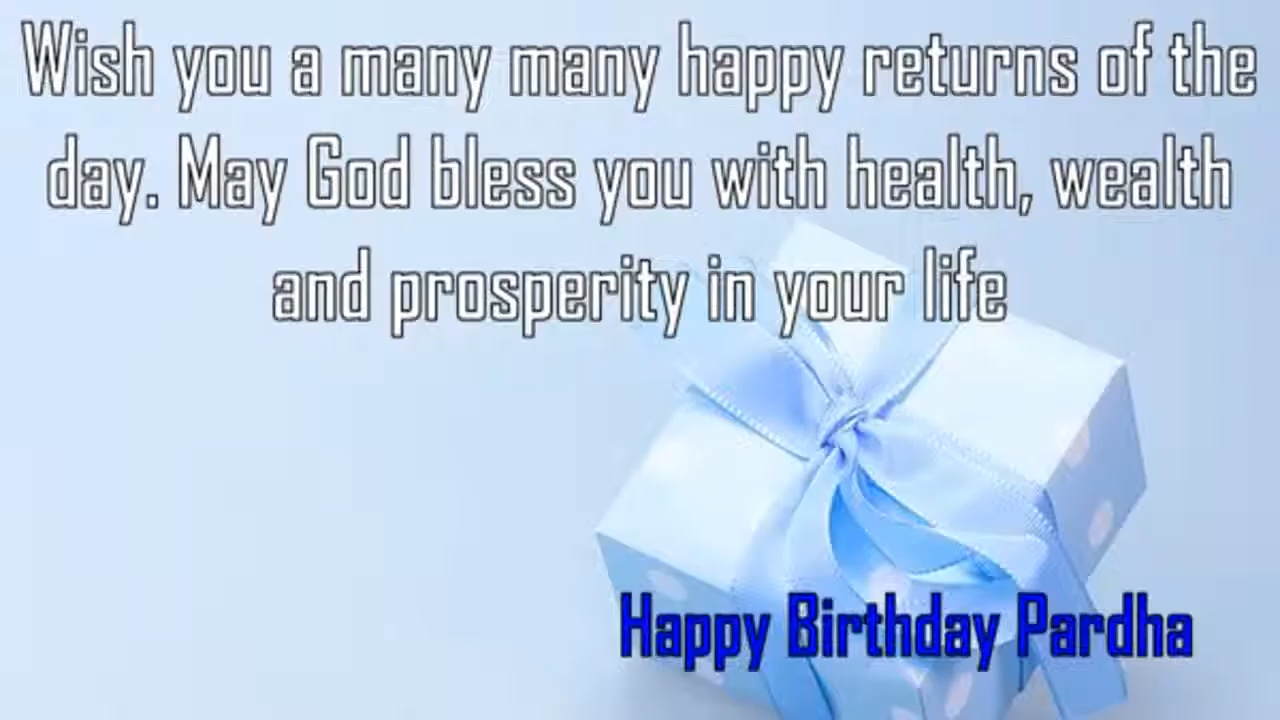 Wish you a many many happy returns of the
day. May God bless you with health, wealth
and prosperity in your life
Happy Birthday Pardha